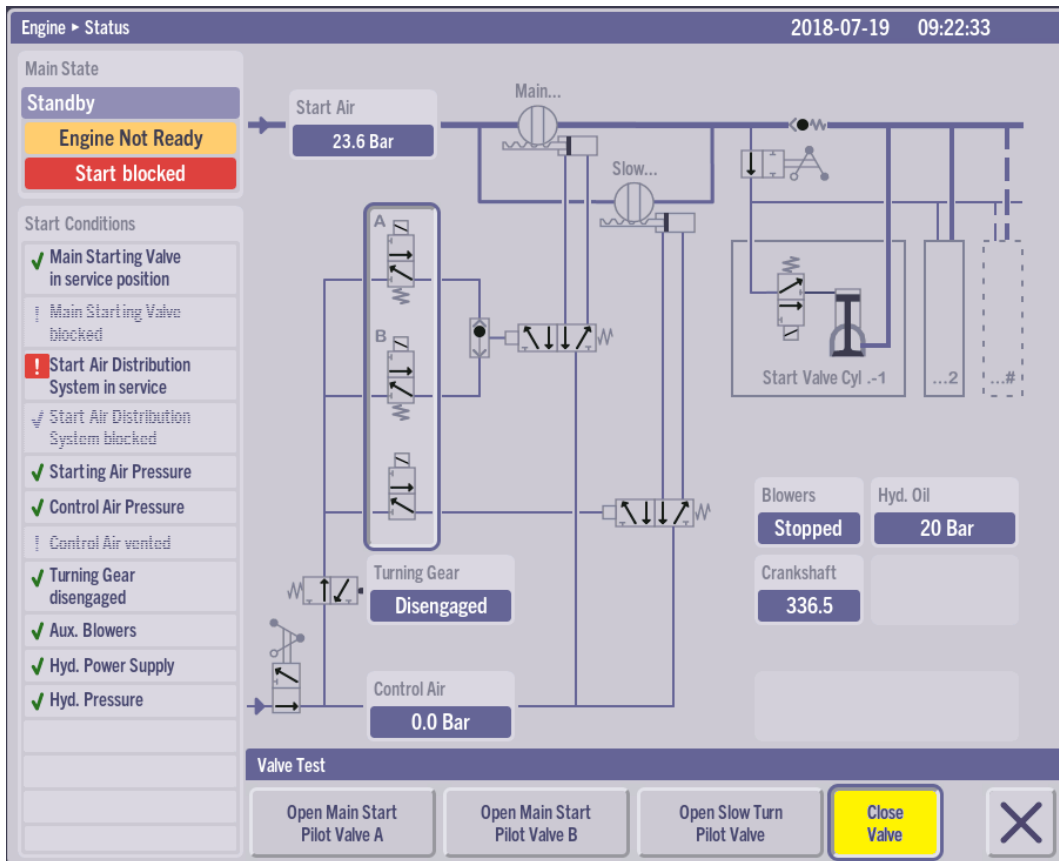 Engine ▸ Status
2018-07-19 09:22:33
Main State
Standby
Engine Not Ready
Start blocked
Start Conditions
Main Starting Valve
in service position
! Main Starting Valve
blocked
! Start Air Distribution
System in service
Start Air Distribution
System blocked
Starting Air Pressure
Control Air Pressure
! Control Air vented
Turning Gear
disengaged
Aux. Blowers
Hyd. Power Supply
Hyd. Pressure
Start Air
23.6 Bar
Main...
Slow...
A
B
Start Valve Cyl .-1
...2
...#
Turning Gear
Disengaged
Control Air
0.0 Bar
Blowers
Stopped
Hyd. Oil
20 Bar
Crankshaft
336.5
Valve Test
Open Main Start
Pilot Valve A
Open Main Start
Pilot Valve B
Open Slow Turn
Pilot Valve
Close
Valve